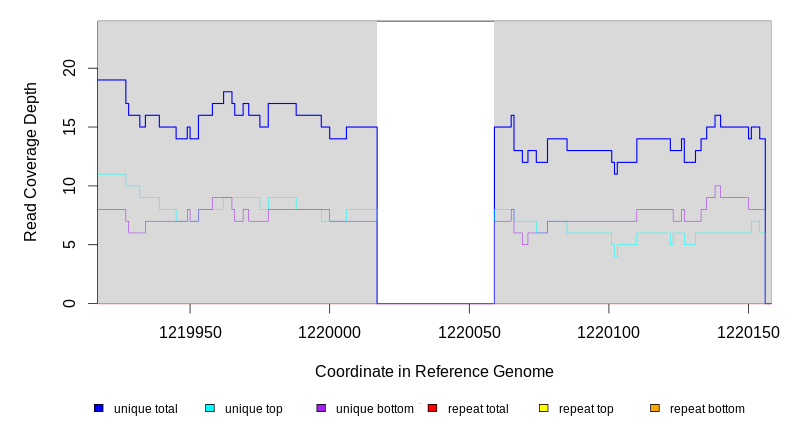 20
15
10
5
0
Read Coverage Depth
1219950 1220000 1220050 1220100 1220150
Coordinate in Reference Genome
unique total unique top unique bottom repeat total repeat top repeat bottom